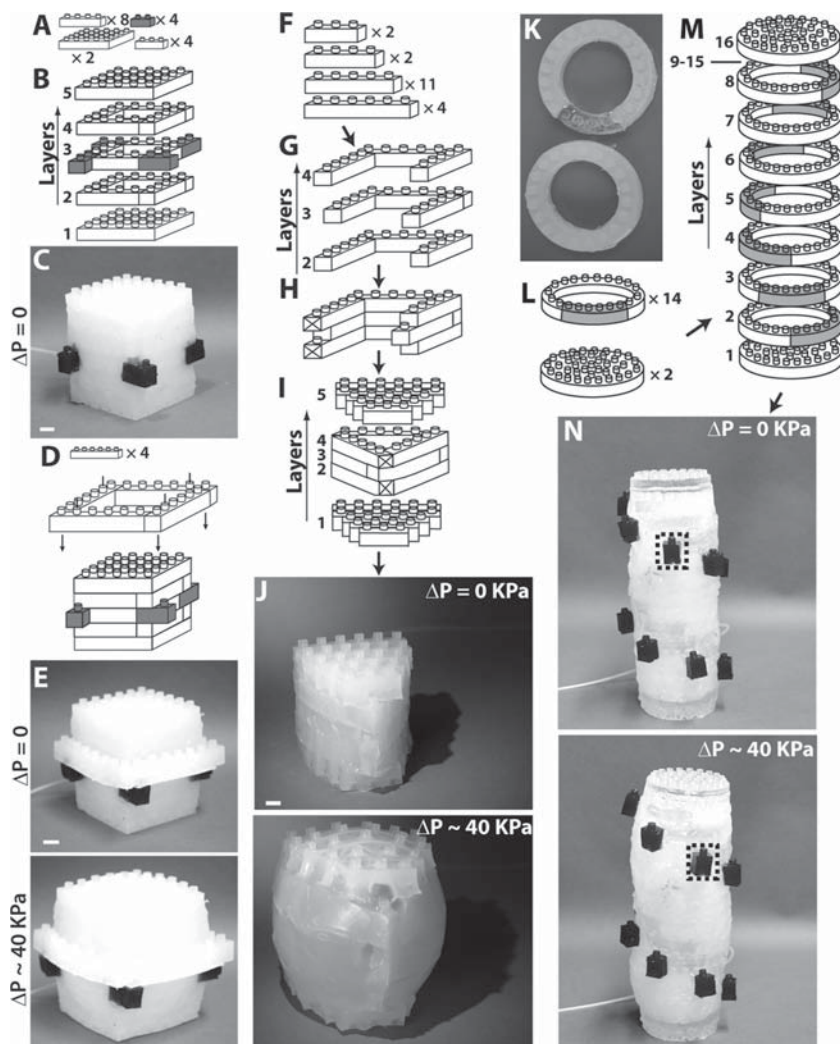 A
× 8
× 4
× 2
× 4
B
Layers
5
4
3
2
1
C
ΔP = 0
D
× 4
E
ΔP = 0
ΔP ~ 40 KPa
F
× 2
× 2
× 11
× 4
G
Layers
4
3
2
H
I
Layers
5
4
3
2
1
J
ΔP = 0 KPa
ΔP ~ 40 KPa
K
L
× 14
× 2
M
Layers
16
9-15
8
7
6
5
4
3
2
1
N
ΔP = 0 KPa
ΔP ~ 40 KPa